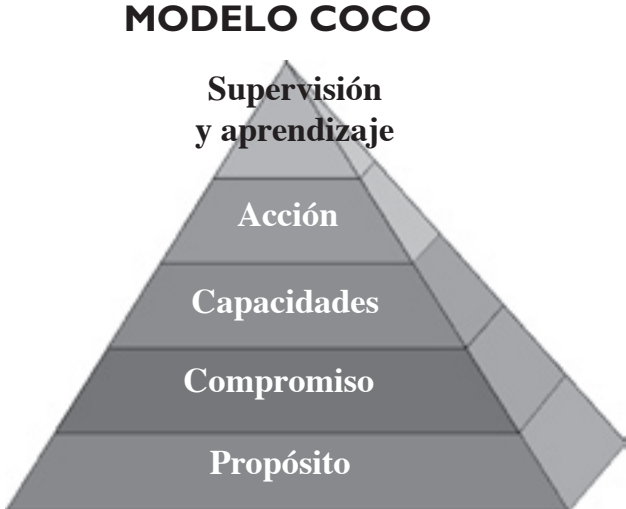 MODELO COCO
Supervisión
y aprendizaje
Acción
Capacidades
Compromiso
Propósito